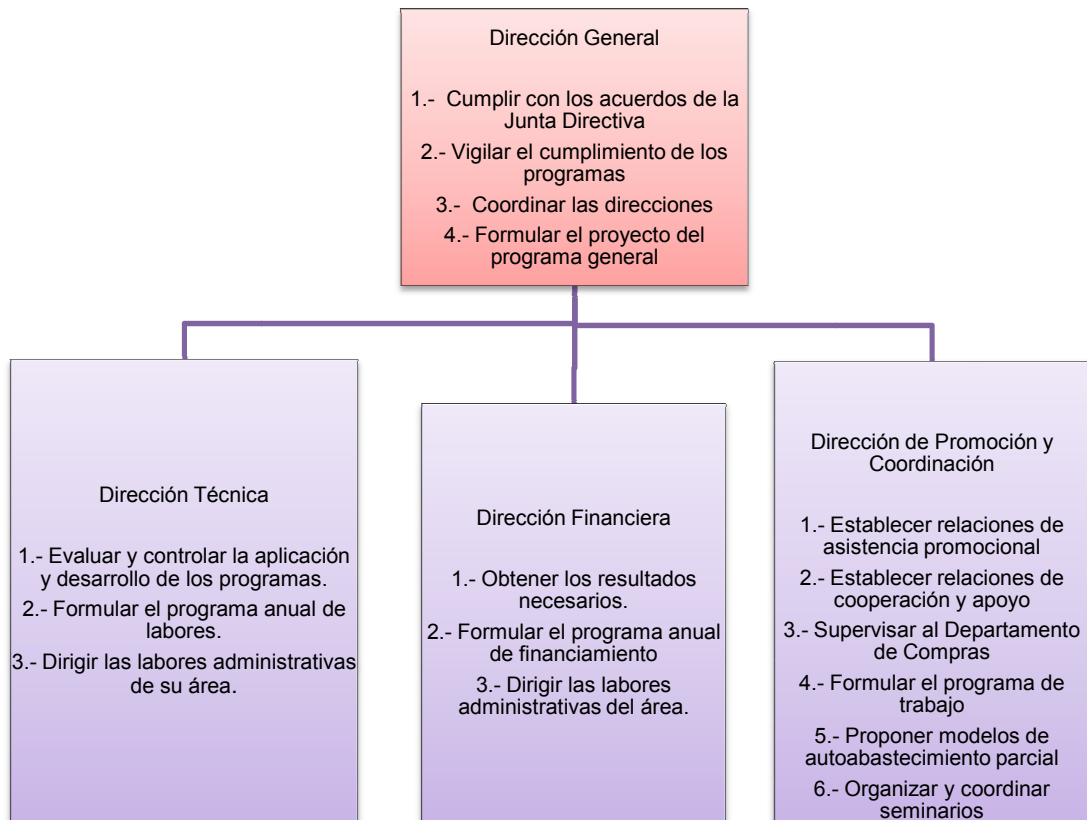 Dirección General
1.- Cumplir con los acuerdos de la
Junta Directiva
2.- Vigilar el cumplimiento de los
programas
3.- Coordinar las direcciones
4.- Formular el proyecto del
programa general
Dirección Técnica
1.- Evaluar y controlar la aplicación
y desarrollo de los programas.
2.- Formular el programa anual de
labores.
3.- Dirigir las labores administrativas
de su área.
Dirección Financiera
1.- Obtener los resultados
necesarios.
2.- Formular el programa anual
de financiamiento
3.- Dirigir las labores
administrativas del área.
Dirección de Promoción y
Coordinación
1.- Establecer relaciones de
asistencia promocional
2.- Establecer relaciones de
cooperación y apoyo
3.- Supervisar al Departamento
de Compras
4.- Formular el programa de
trabajo
5.- Proponer modelos de
autoabastecimiento parcial
6.- Organizar y coordinar
seminarios